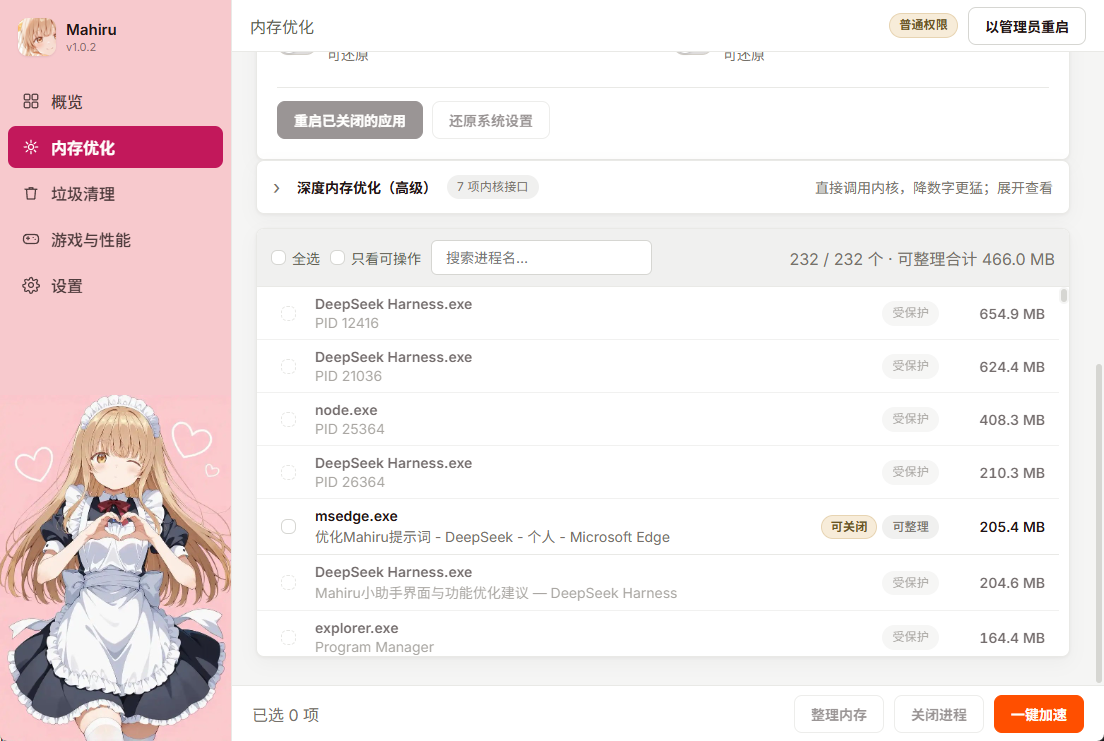 Mahiru
v1.0.2
概览
内存优化
垃圾清理
游戏与性能
设置
内存优化
普通权限
以管理员重启
可还原
可还原
重启已关闭的应用
还原系统设置
深度内存优化（高级）
7 项内核接口
直接调用内核，降数字更猛；展开查看
全选
只看可操作
搜索进程名...
232 / 232 个 · 可整理合计 466.0 MB
DeepSeek Harness.exe
受保护
654.9 MB
PID 12416
DeepSeek Harness.exe
受保护
624.4 MB
PID 21036
node.exe
受保护
408.3 MB
PID 25364
DeepSeek Harness.exe
受保护
210.3 MB
PID 26364
msedge.exe
可关闭
可整理
205.4 MB
优化Mahiru提示词 - DeepSeek - 个人 - Microsoft Edge
DeepSeek Harness.exe
受保护
204.6 MB
Mahiru小助手界面与功能优化建议 — DeepSeek Harness
explorer.exe
受保护
164.4 MB
Program Manager
已选 0 项
整理内存
关闭进程
一键加速